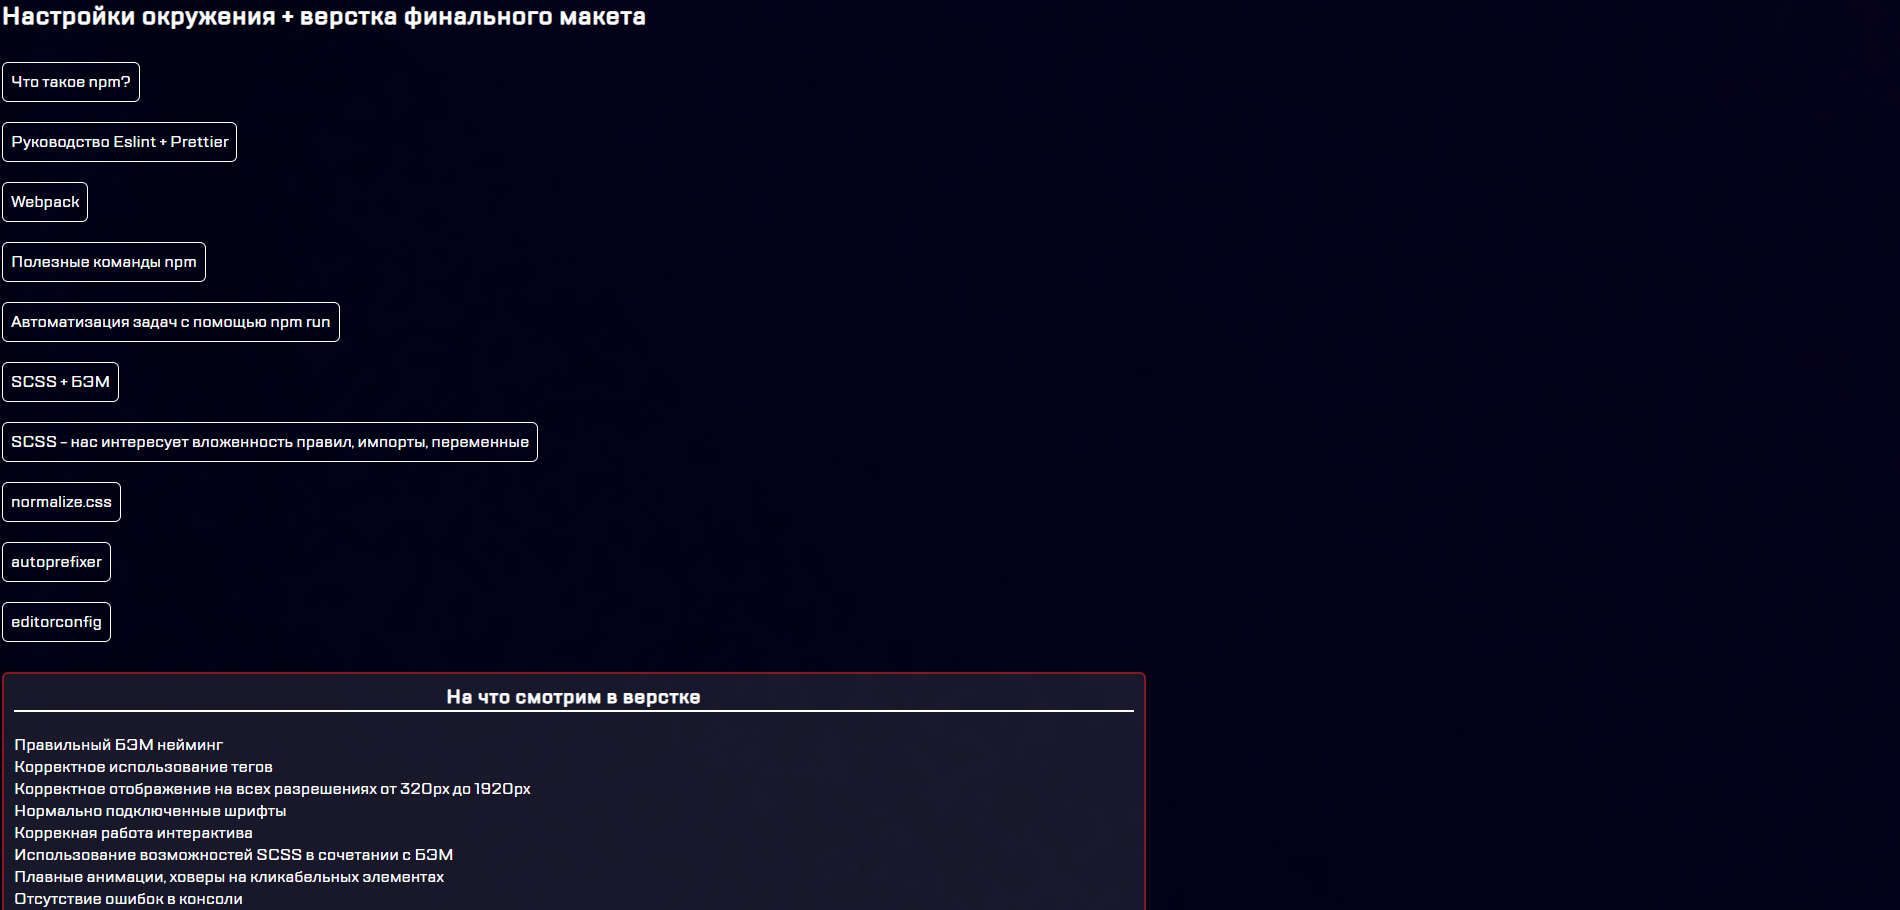 Настройки окружения + верстка финального макета
Что такое npm?
Руководство Eslint + Prettier
Webpack
Полезные команды npm
Автоматизация задач с помощью npm run
SCSS + БЭМ
SCSS – нас интересует вложенность правил, импорты, переменные
normalize.css
autoprefixer
editorconfig
На что смотрим в верстке
Правильный БЭМ нейминг
Корректное использование тегов
Корректное отображение на всех разрешениях от 320px до 1920px
Нормально подключенные шрифты
Коррекная работа интерактива
Использование возможностей SCSS в сочетании с БЭМ
Плавные анимации, ховеры на кликабельных элементах
Отсутствие ошибок в консоли